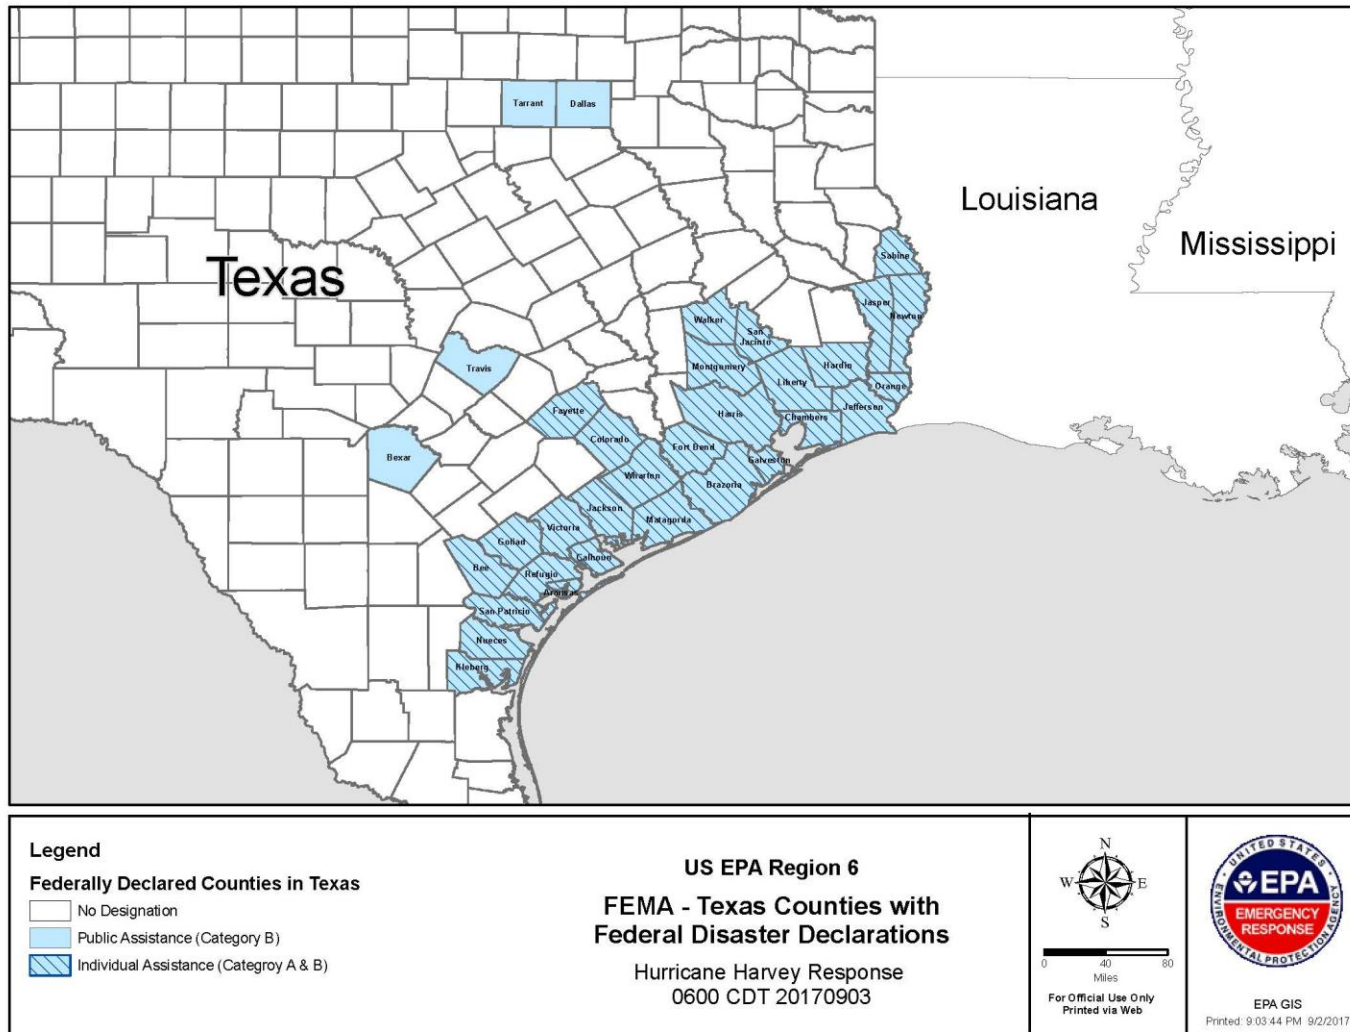 Tarrant
Dallas
Louisiana
Mississippi
Texas
Sabine
Jasper
Newton
Walker
San
Jacinto
Montgomery
Liberty
Hardin
Orange
Travis
Fayette
Harris
Chambers
Jefferson
Colorado
Fort Bend
Galveston
Bexar
Wharton
Brazoria
Jackson
Matagorda
Victoria
Goliad
Calhoun
Bee
Refugio
Aransas
San Patricio
Nueces
Kleberg
Legend
Federally Declared Counties in Texas
No Designation
Public Assistance (Category B)
Individual Assistance (Categroy A & B)
US EPA Region 6
FEMA - Texas Counties with
Federal Disaster Declarations
Hurricane Harvey Response
0600 CDT 20170903
N
W E
S
0 40 80
Miles
For Official Use Only
Printed via Web
UNITED STATES
ENVIRONMENTAL PROTECTION AGENCY
EPA
EMERGENCY
RESPONSE
EPA GIS
Printed: 9:03:44 PM 9/2/2017